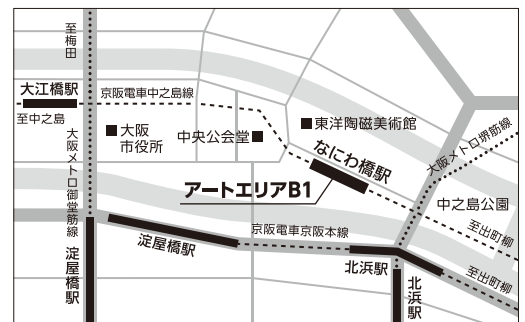 至梅田
大江橋駅
京阪電車中之島線
至中之島
大阪
市役所
中央公会堂
東洋陶磁美術館
大阪メトロ堺筋線
なにわ橋駅
大阪メトロ御堂筋線
アートエリアB1
中之島公園
至出町柳
京阪電車京阪本線
淀屋橋駅
淀屋橋駅
北浜駅
至出町柳
北浜駅